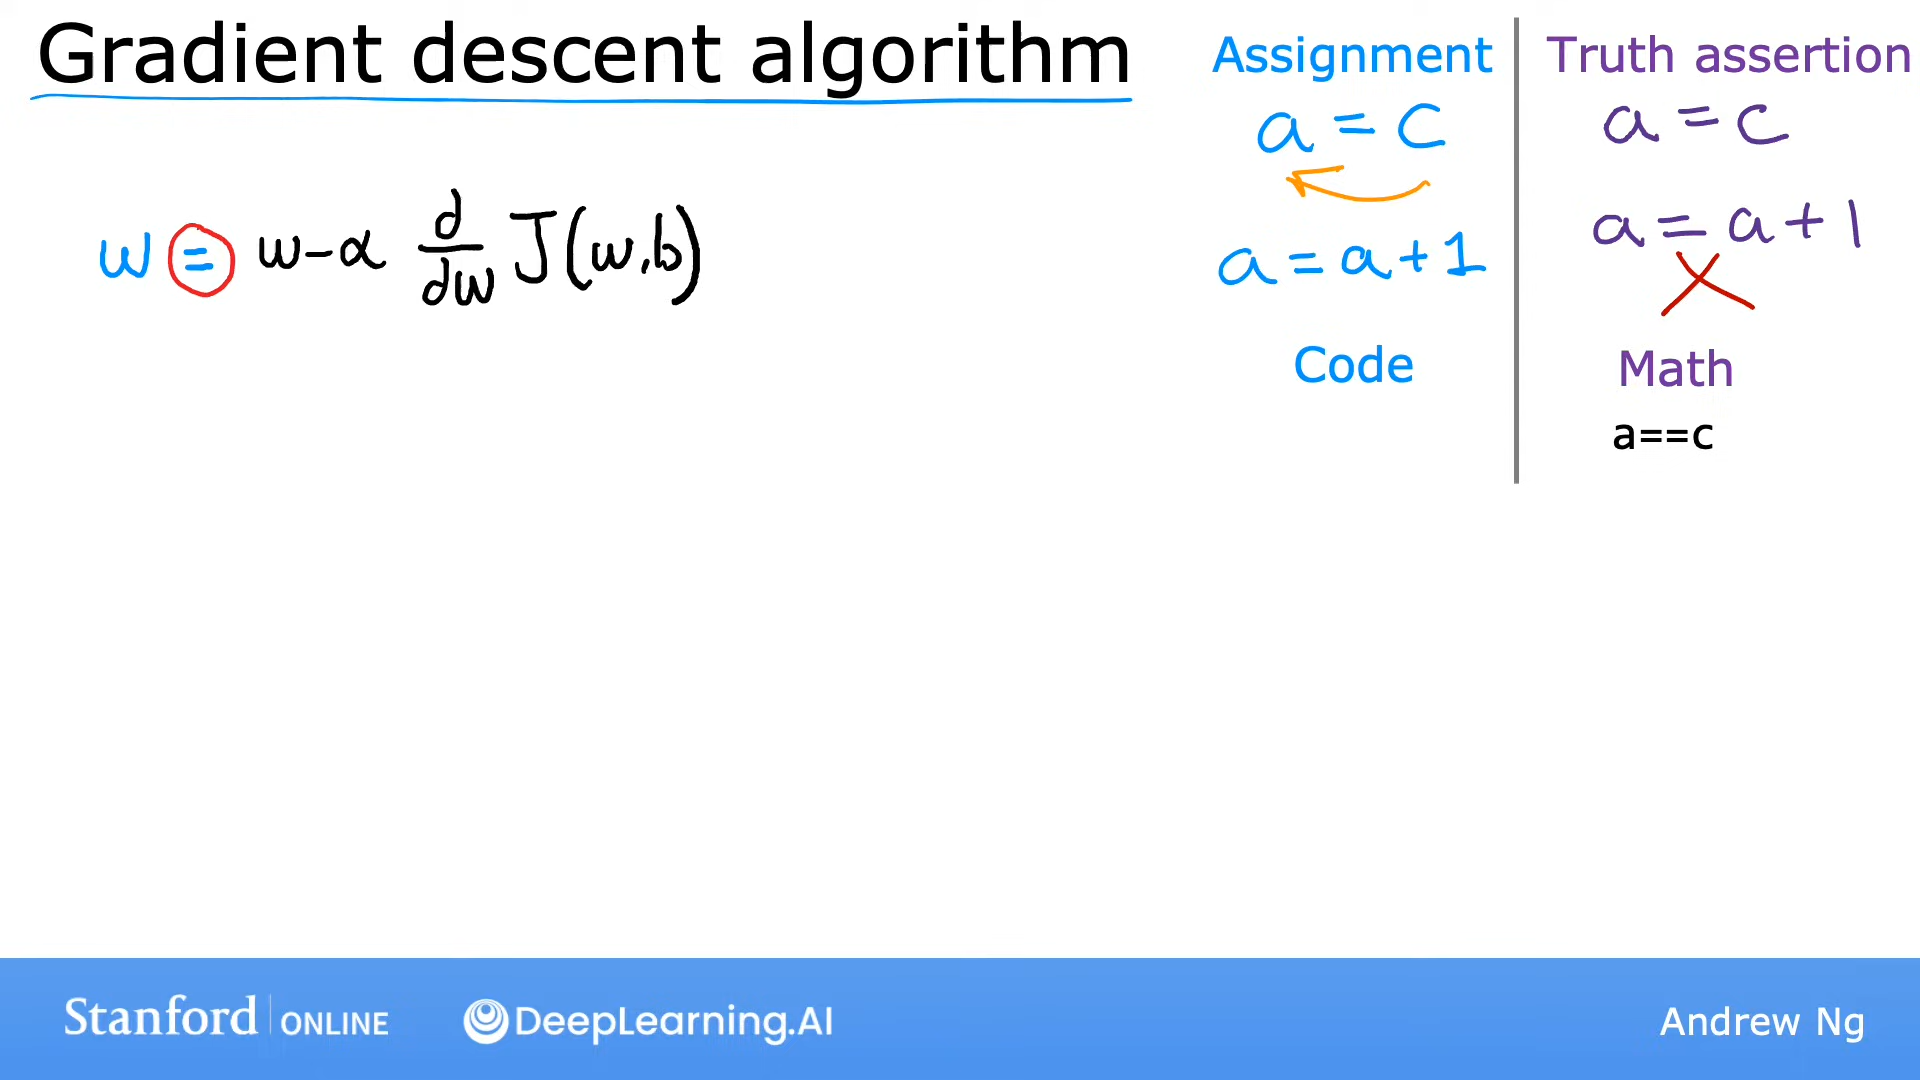 Gradient descent algorithm
w = w - α d/dw J(w,b)
Assignment
a = c
a = a + 1
Code
Truth assertion
a = c
a = a + 1
Math
a==c
Stanford ONLINE
DeepLearning.AI
Andrew Ng